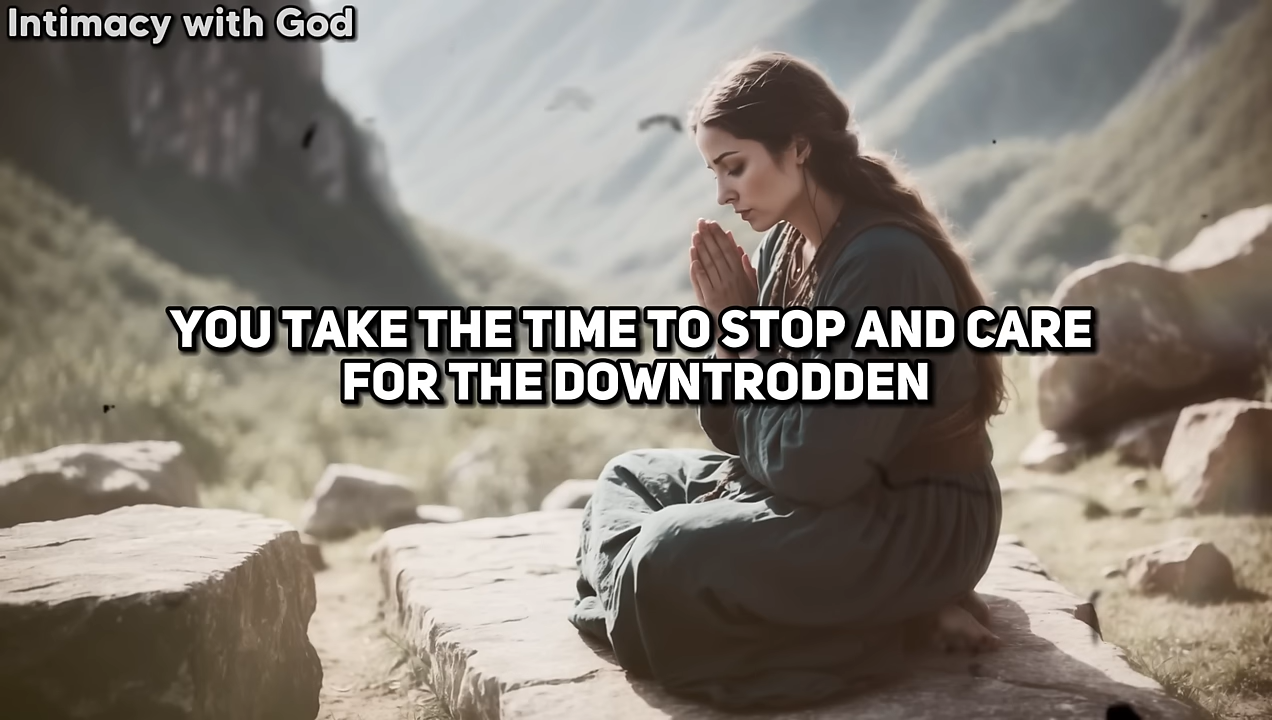 Intimacy with God
YOU TAKE THE TIME TO STOP AND CARE
FOR THE DOWNTRODDEN